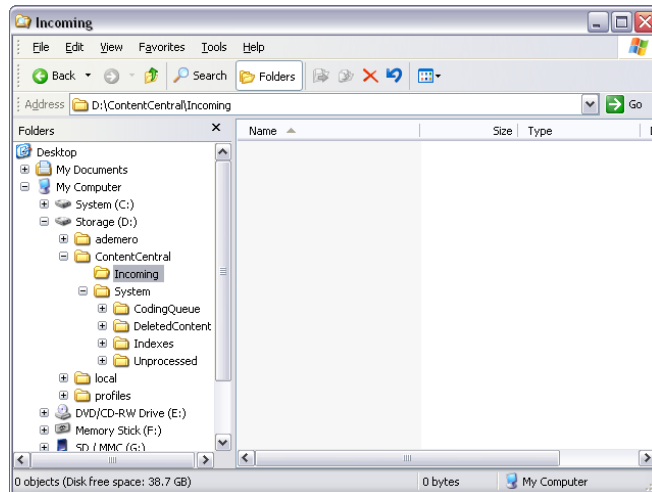 Incoming
File Edit View Favorites Tools Help
Back Search Folders
Address D:\ContentCentral\Incoming Go
Folders x Name Size Type
Desktop
My Documents
My Computer
System (C:)
Storage (D:)
ademero
ContentCentral
Incoming
System
CodingQueue
DeletedContent
Indexes
Unprocessed
local
profiles
DVD/CD-RW Drive (E:)
Memory Stick (F:)
SD / MMC (G:)
0 objects (Disk free space: 38.7 GB) 0 bytes My Computer